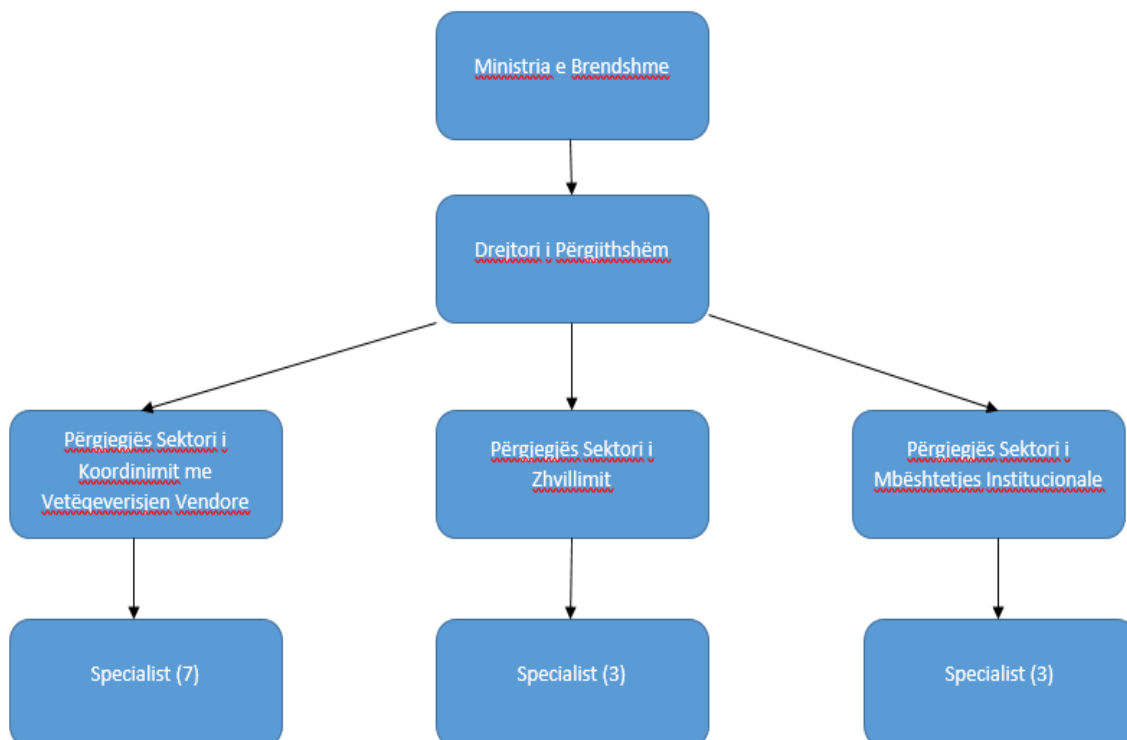 Ministria e Brendshme
Drejtori i Përgjithshëm
Përgjegjës Sektori i
Koordinimit me
Vetëqeverisjen Vendore
Përgjegjës Sektori i
Zhvillimit
Përgjegjës Sektori i
Mbështetjes Institucionale
Specialist (7)
Specialist (3)
Specialist (3)